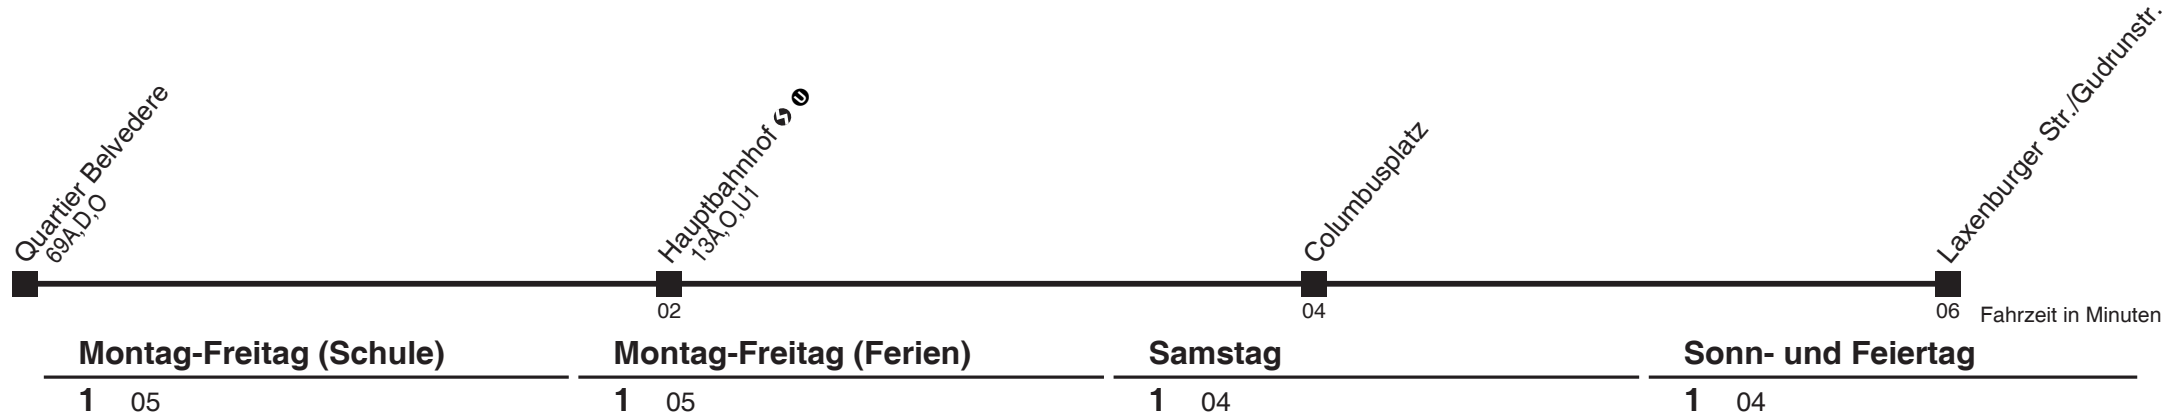 Quartier Belvedere
69A,D,O
Hauptbahnhof S U
13A,O,U1
Columbusplatz
Laxenburger Str./Gudrunstr.
02 04 06 Fahrzeit in Minuten
Montag-Freitag (Schule) Montag-Freitag (Ferien) Samstag Sonn- und Feiertag
1 05 1 05 1 04 1 04